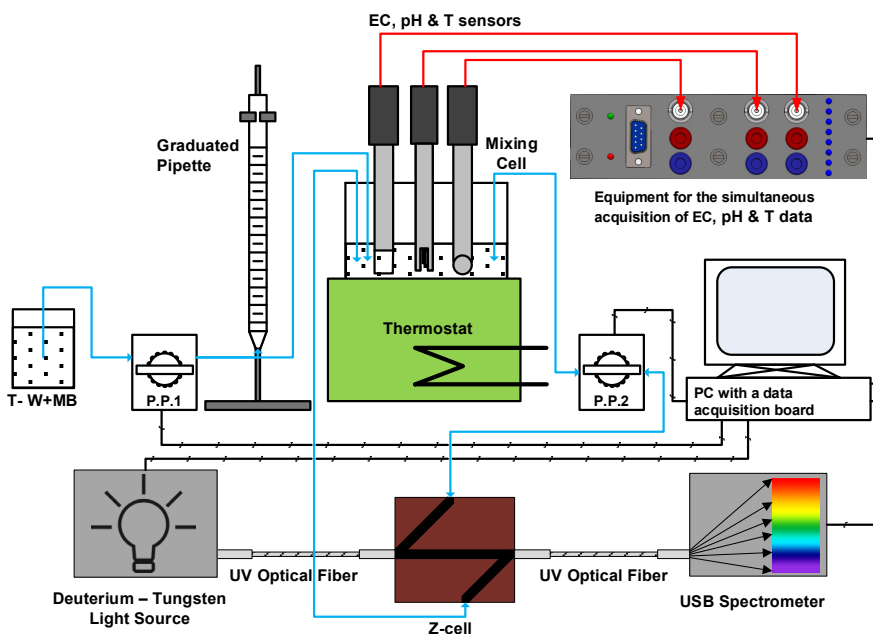 EC, pH & T sensors
Graduated
Pipette
Mixing
Cell
Equipment for the simultaneous
acquisition of EC, pH & T data
Thermostat
T- W+MB
P.P.1
P.P.2
PC with a data
acquisition board
UV Optical Fiber
UV Optical Fiber
Deuterium – Tungsten
Light Source
Z-cell
USB Spectrometer